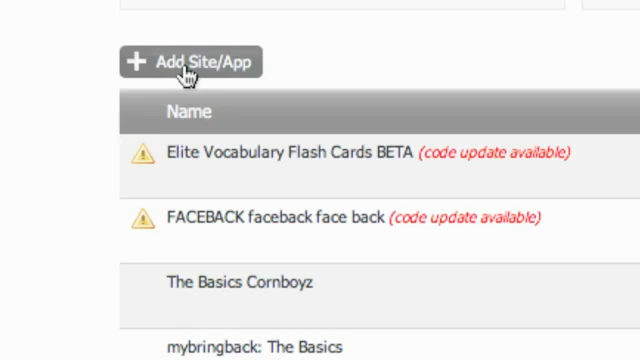 + Add Site/App
Name
Elite Vocabulary Flash Cards BETA (code update available)
FACEBACK faceback face back (code update available)
The Basics Cornboyz
mybringback: The Basics